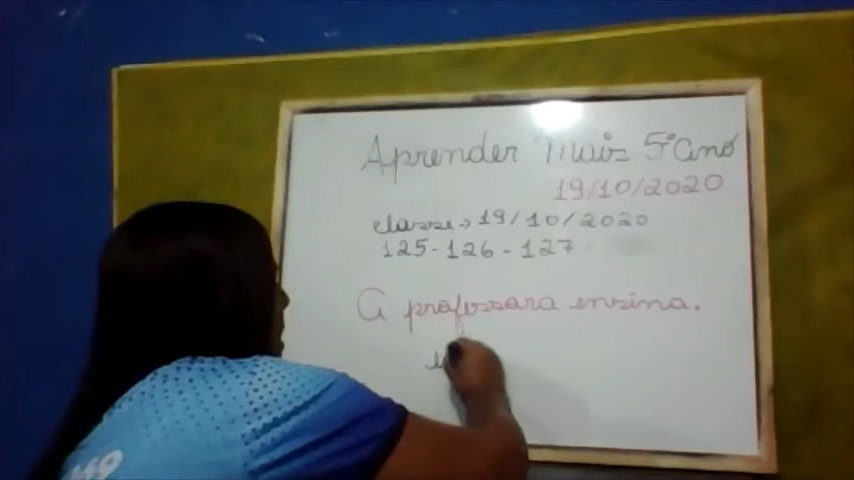 Aprender mais 5º ano
19/10/2020
classe → 19/10/2020
125 - 126 - 127
A professora ensina.